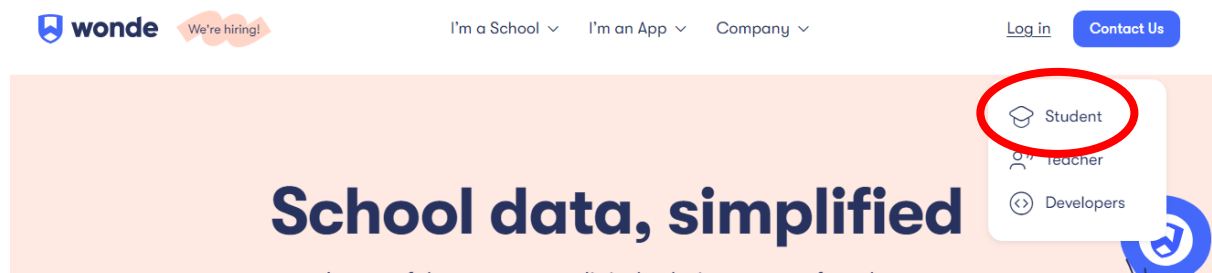 wonde We're hiring! I'm a School I'm an App Company Log in Contact Us
Student
Teacher
Developers
School data, simplified